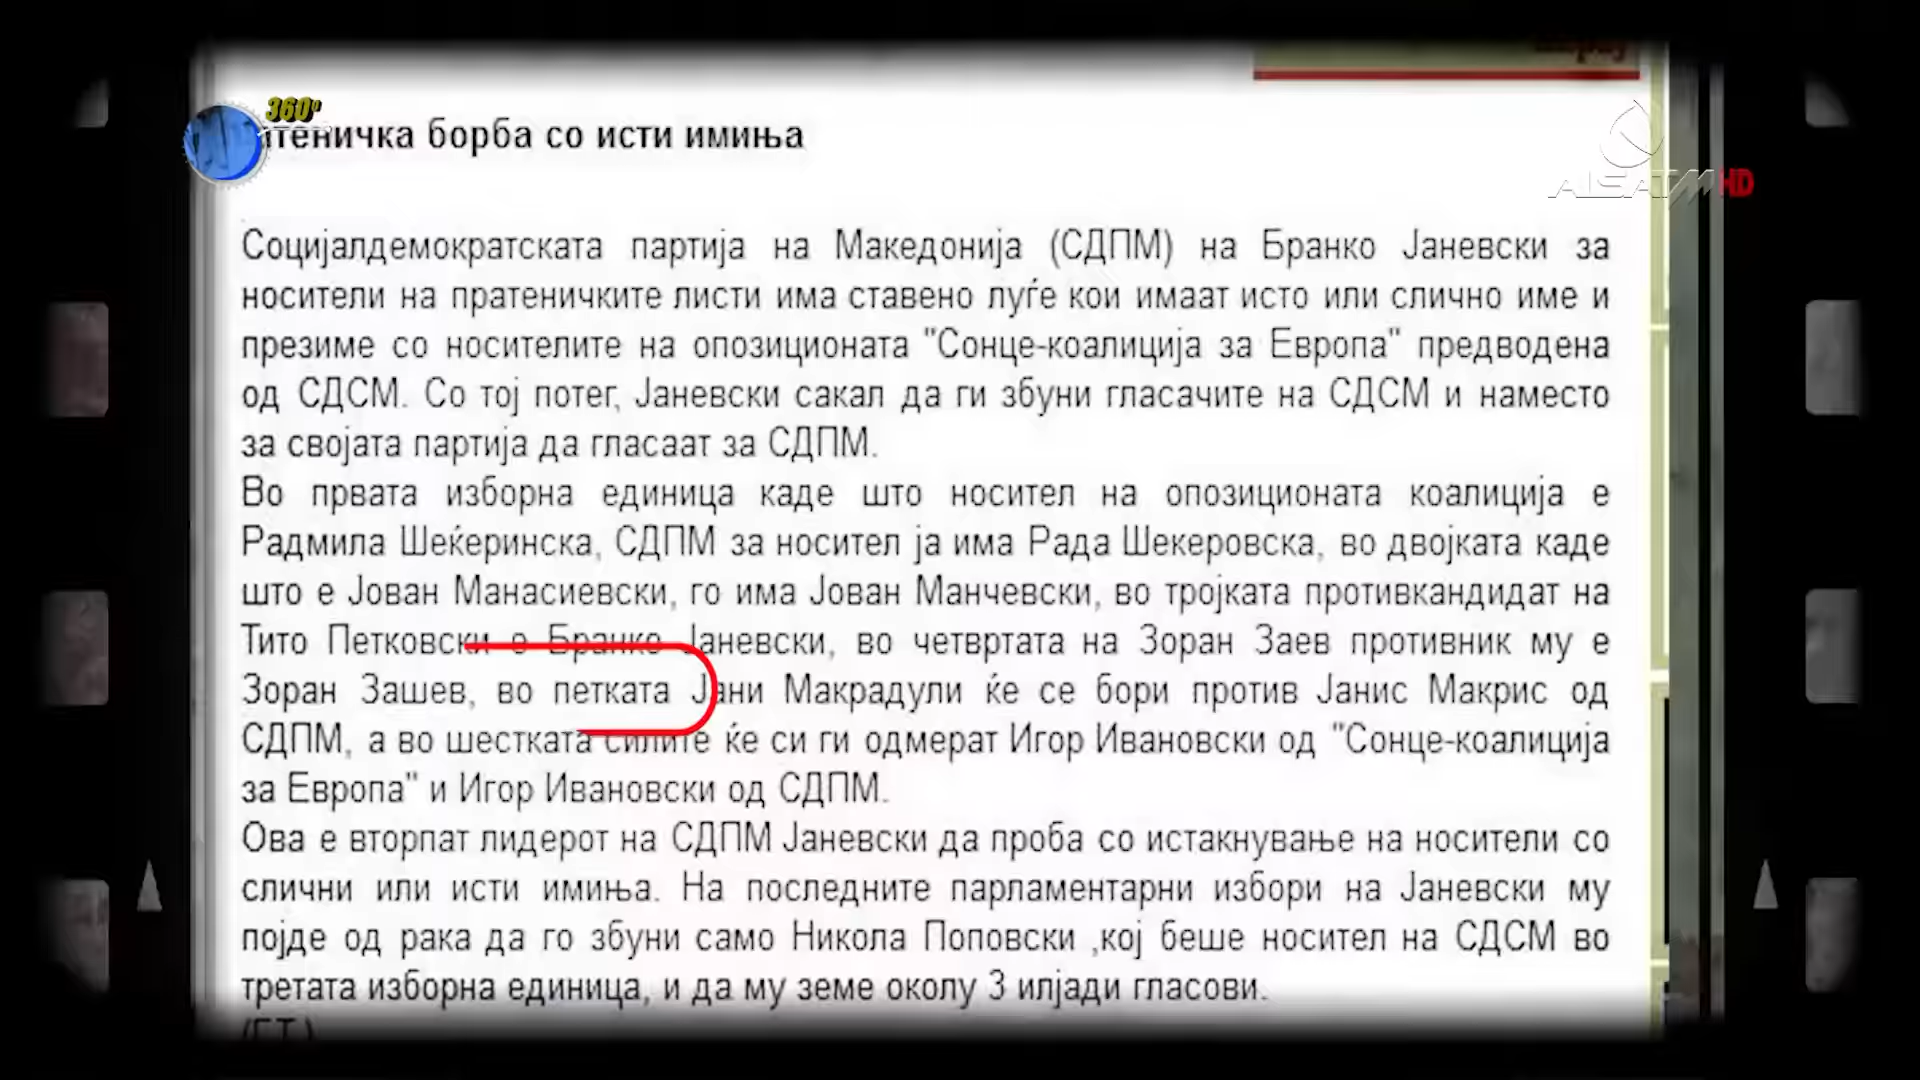 360°
ALSAT M HD
атеничка борба со исти имиња
Социјалдемократската партија на Македонија (СДПМ) на Бранко Јаневски за
носители на пратеничките листи има ставено луѓе кои имаат исто или слично име и
презиме со носителите на опозиционата "Сонце-коалиција за Европа" предводена
од СДСМ. Со тој потег, Јаневски сакал да ги збуни гласачите на СДСМ и наместо
за својата партија да гласаат за СДПМ.
Во првата изборна единица каде што носител на опозиционата коалиција е
Радмила Шеќеринска, СДПМ за носител ја има Рада Шекеровска, во двојката каде
што е Јован Манасиевски, го има Јован Манчевски, во тројката противкандидат на
Тито Петковски е Бранко Јаневски, во четвртата на Зоран Заев противник му е
Зоран Зашев, во петката Јани Макрадули ќе се бори против Јанис Макрис од
СДПМ, а во шестката силите ќе си ги одмерат Игор Ивановски од "Сонце-коалиција
за Европа" и Игор Ивановски од СДПМ.
Ова е вторпат лидерот на СДПМ Јаневски да проба со истакнување на носители со
слични или исти имиња. На последните парламентарни избори на Јаневски му
појде од рака да го збуни само Никола Поповски ,кој беше носител на СДСМ во
третата изборна единица, и да му земе околу 3 илјади гласови.